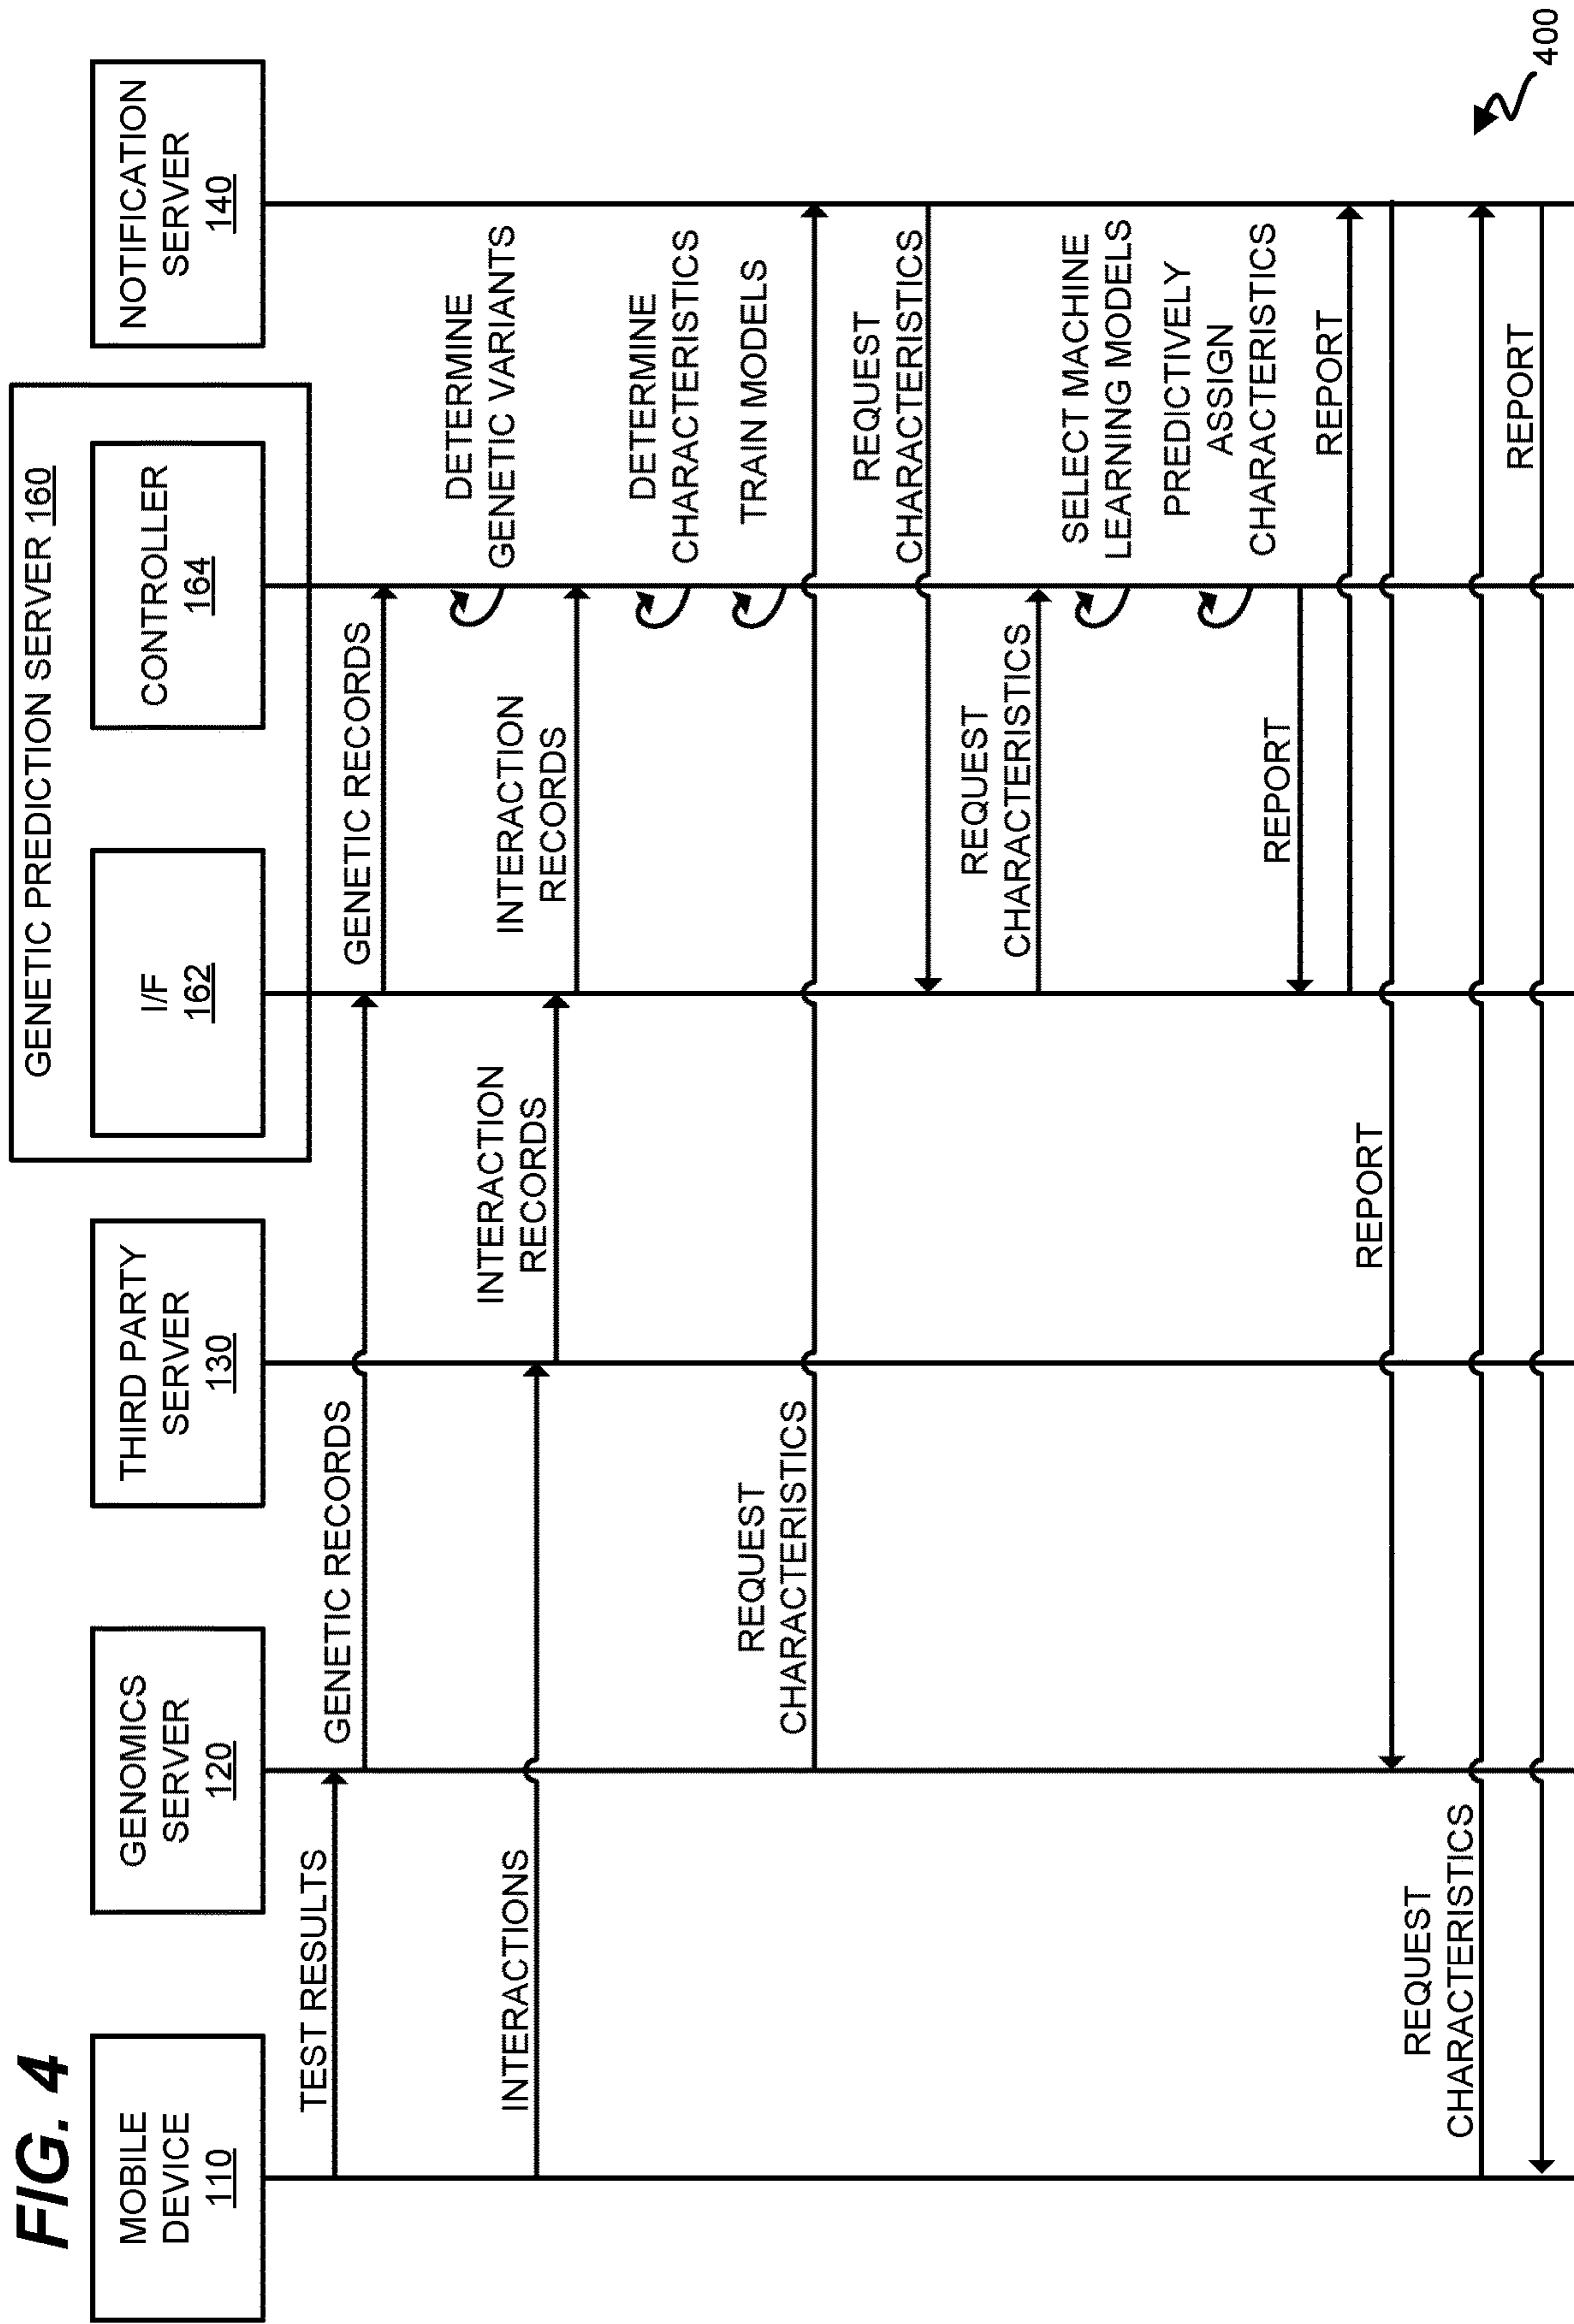 FIG. 4
GENETIC PREDICTION SERVER 160
MOBILE
DEVICE
110
GENOMICS
SERVER
120
THIRD PARTY
SERVER
130
I/F
162
CONTROLLER
164
NOTIFICATION
SERVER
140
TEST RESULTS
GENETIC RECORDS
GENETIC RECORDS
DETERMINE
GENETIC VARIANTS
INTERACTIONS
INTERACTION
RECORDS
INTERACTION
RECORDS
DETERMINE
CHARACTERISTICS
TRAIN MODELS
REQUEST
CHARACTERISTICS
REQUEST
CHARACTERISTICS
REQUEST
CHARACTERISTICS
SELECT MACHINE
LEARNING MODELS
PREDICTIVELY
ASSIGN
CHARACTERISTICS
REPORT
REPORT
REPORT
REQUEST
CHARACTERISTICS
REPORT
400